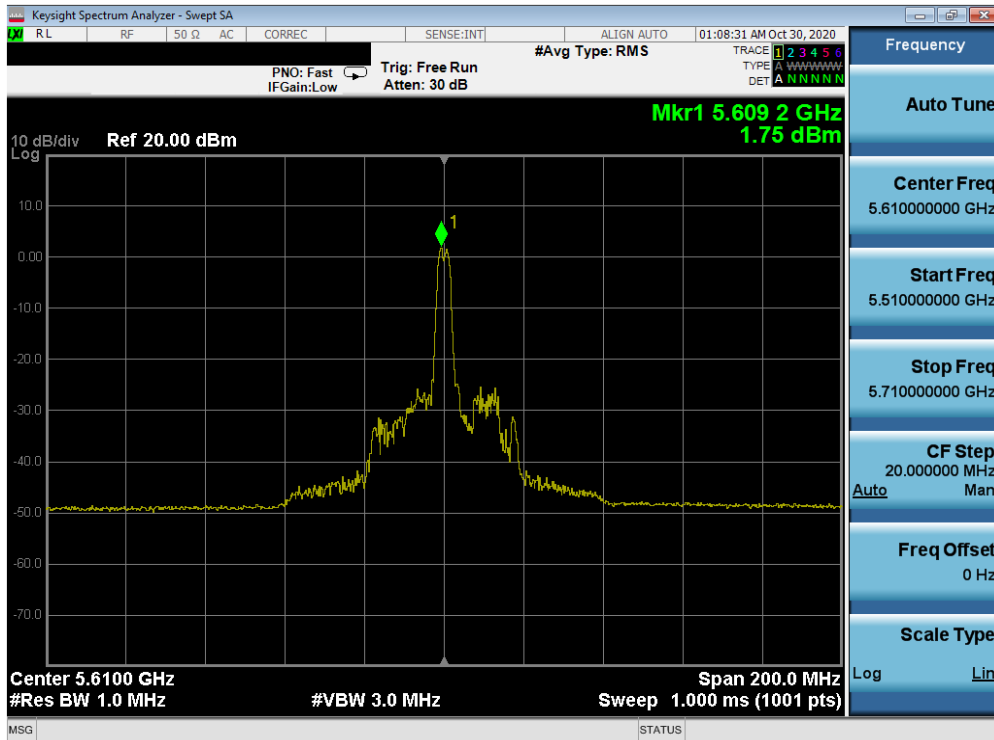 Keysight Spectrum Analyzer - Swept SA
LXI RL RF 50 Ω AC CORREC SENSE:INT ALIGN AUTO 01:08:31 AM Oct 30, 2020
#Avg Type: RMS
TRACE 1 2 3 4 5 6
TYPE A W W W W W
DET A N N N N N
PNO: Fast
IFGain:Low
Trig: Free Run
Atten: 30 dB
Mkr1 5.609 2 GHz
1.75 dBm
10 dB/div Ref 20.00 dBm
Log
1
10.0
0.00
-10.0
-20.0
-30.0
-40.0
-50.0
-60.0
-70.0
Center 5.6100 GHz Span 200.0 MHz
#Res BW 1.0 MHz #VBW 3.0 MHz Sweep 1.000 ms (1001 pts)
MSG STATUS
Frequency
Auto Tune
Center Freq
5.610000000 GHz
Start Freq
5.510000000 GHz
Stop Freq
5.710000000 GHz
CF Step
20.000000 MHz
Auto Man
Freq Offset
0 Hz
Scale Type
Log Lin